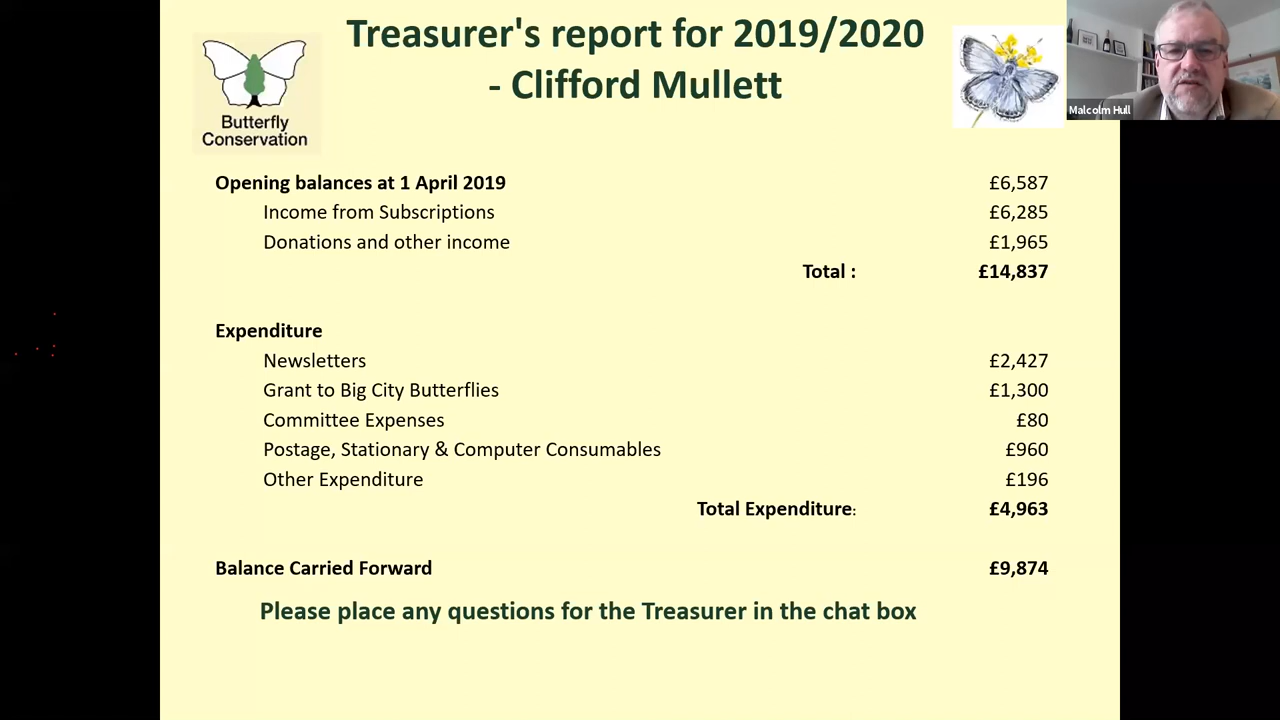 Treasurer's report for 2019/2020
- Clifford Mullett
Butterfly
Conservation
Malcolm Hull
Opening balances at 1 April 2019 £6,587
Income from Subscriptions £6,285
Donations and other income £1,965
Total : £14,837
Expenditure
Newsletters £2,427
Grant to Big City Butterflies £1,300
Committee Expenses £80
Postage, Stationary & Computer Consumables £960
Other Expenditure £196
Total Expenditure: £4,963
Balance Carried Forward £9,874
Please place any questions for the Treasurer in the chat box